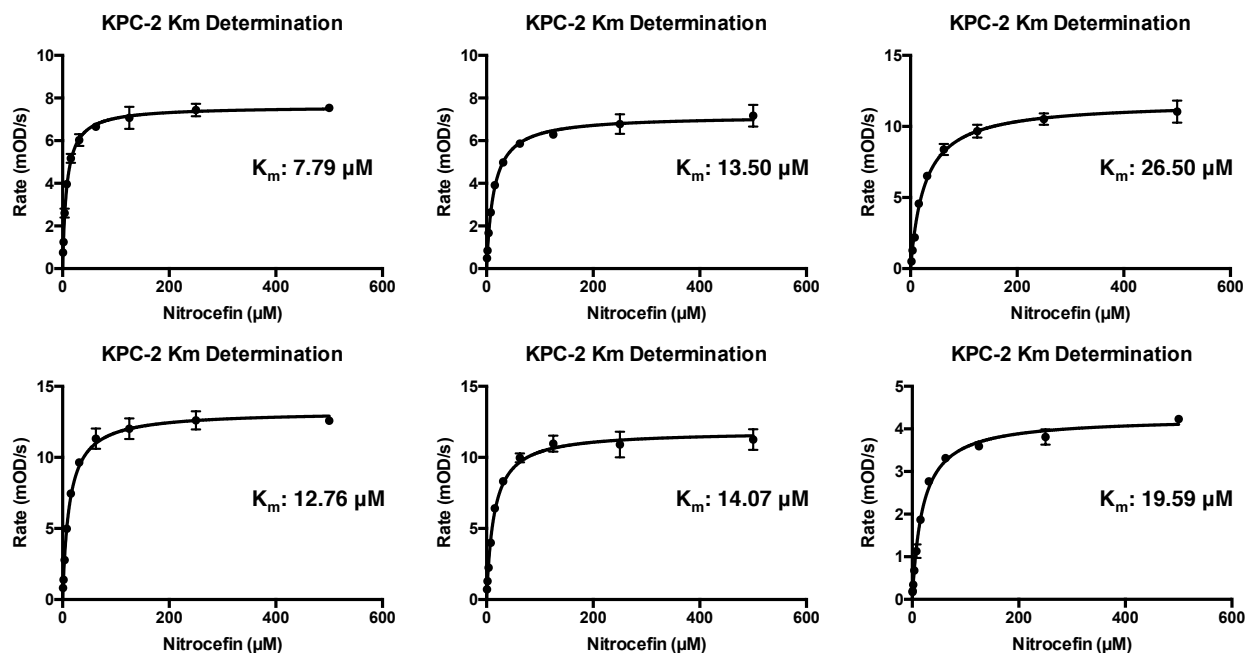 KPC-2 Km Determination
10
8
6
4
2
0
Rate (mOD/s)
Km: 7.79 µM
0 200 400 600
Nitrocefin (µM)
KPC-2 Km Determination
10
8
6
4
2
0
Rate (mOD/s)
Km: 13.50 µM
0 200 400 600
Nitrocefin (µM)
KPC-2 Km Determination
15
10
5
0
Rate (mOD/s)
Km: 26.50 µM
0 200 400 600
Nitrocefin (µM)
KPC-2 Km Determination
15
10
5
0
Rate (mOD/s)
Km: 12.76 µM
0 200 400 600
Nitrocefin (µM)
KPC-2 Km Determination
15
10
5
0
Rate (mOD/s)
Km: 14.07 µM
0 200 400 600
Nitrocefin (µM)
KPC-2 Km Determination
5
4
3
2
1
0
Rate (mOD/s)
Km: 19.59 µM
0 200 400 600
Nitrocefin (µM)